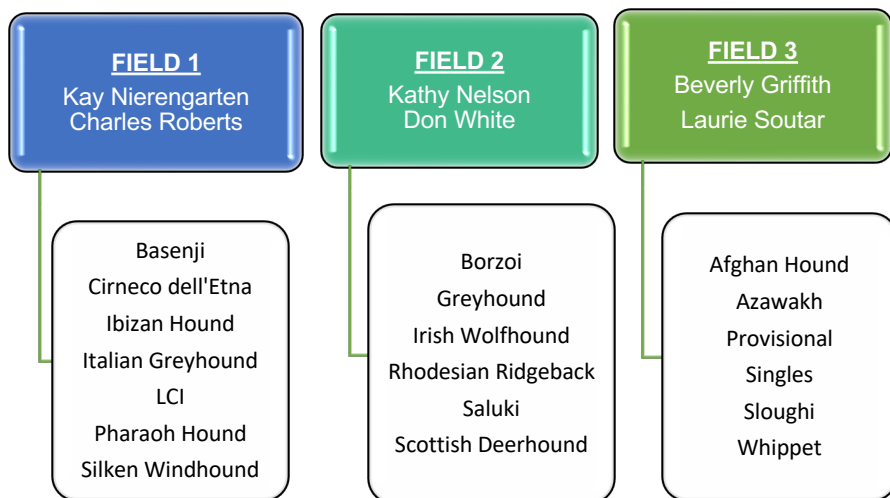 FIELD 1
Kay Nierengarten
Charles Roberts
Basenji
Cirneco dell'Etna
Ibizan Hound
Italian Greyhound
LCI
Pharaoh Hound
Silken Windhound
FIELD 2
Kathy Nelson
Don White
Borzoi
Greyhound
Irish Wolfhound
Rhodesian Ridgeback
Saluki
Scottish Deerhound
FIELD 3
Beverly Griffith
Laurie Soutar
Afghan Hound
Azawakh
Provisional
Singles
Sloughi
Whippet